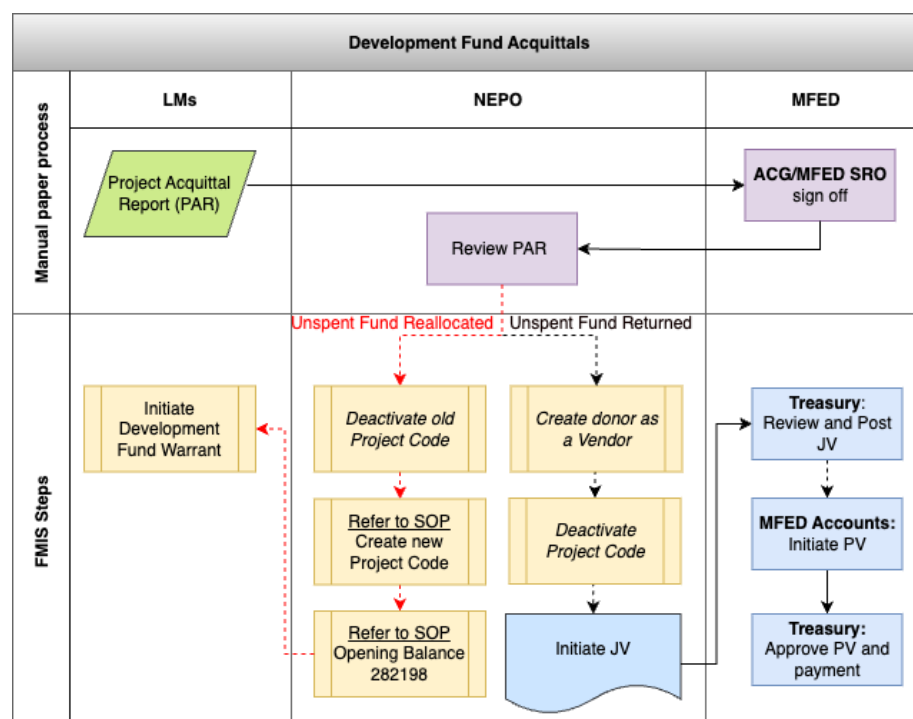 Development Fund Acquittals
LMs
NEPO
MFED
Manual paper process
Project Acquittal
Report (PAR)
ACG/MFED SRO
sign off
Review PAR
FMIS Steps
Unspent Fund Reallocated
Unspent Fund Returned
Initiate
Development
Fund Warrant
Deactivate old
Project Code
Create donor as
a Vendor
Treasury:
Review and Post
JV
Refer to SOP
Create new
Project Code
Deactivate
Project Code
MFED Accounts:
Initiate PV
Refer to SOP
Opening Balance
282198
Initiate JV
Treasury:
Approve PV and
payment